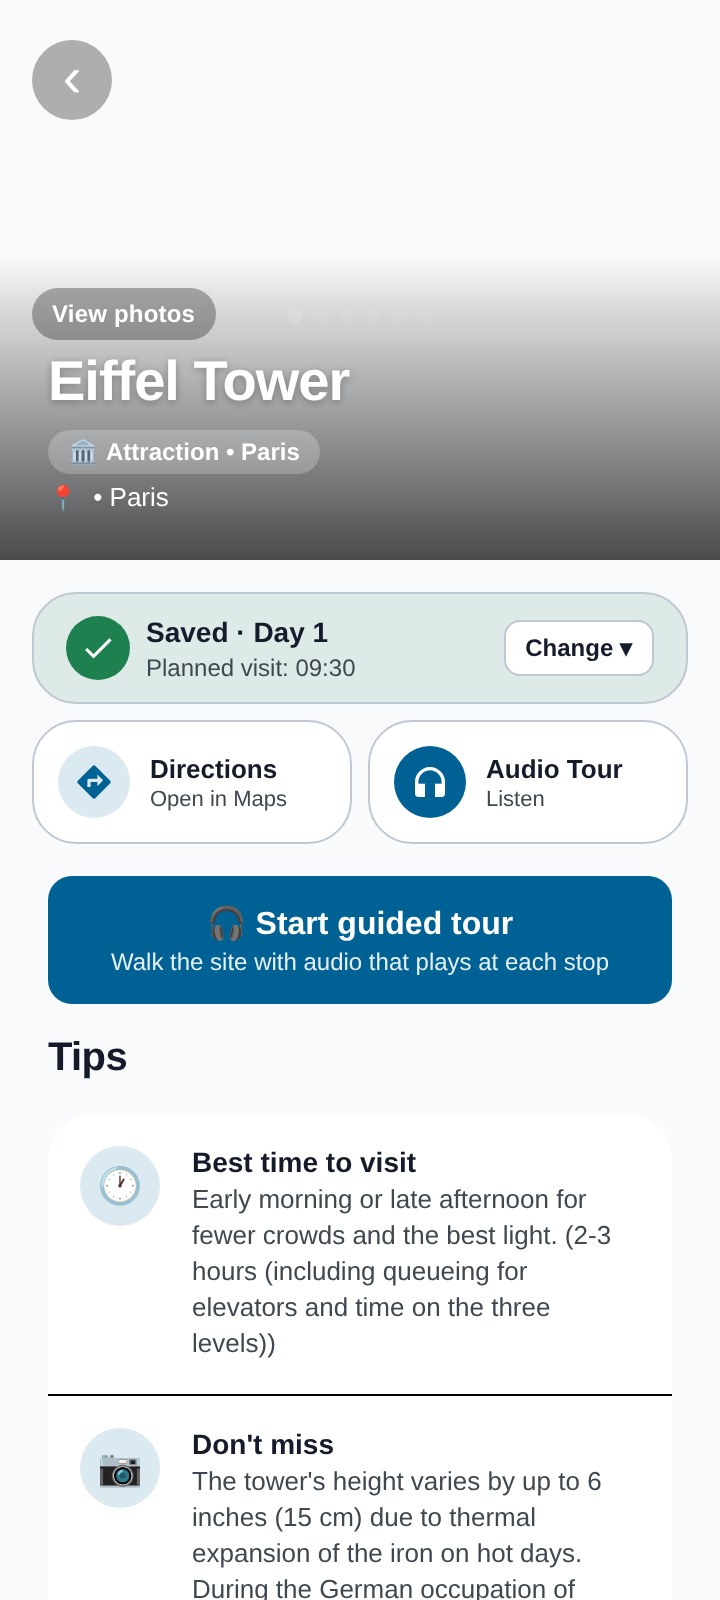 View photos
Eiffel Tower
🏛️ Attraction • Paris
📍 • Paris
Saved · Day 1
Planned visit: 09:30
Change ▾
Directions
Open in Maps
Audio Tour
Listen
🎧 Start guided tour
Walk the site with audio that plays at each stop
Tips
Best time to visit
Early morning or late afternoon for
fewer crowds and the best light. (2-3
hours (including queueing for
elevators and time on the three
levels))
Don't miss
The tower's height varies by up to 6
inches (15 cm) due to thermal
expansion of the iron on hot days.
During the German occupation of